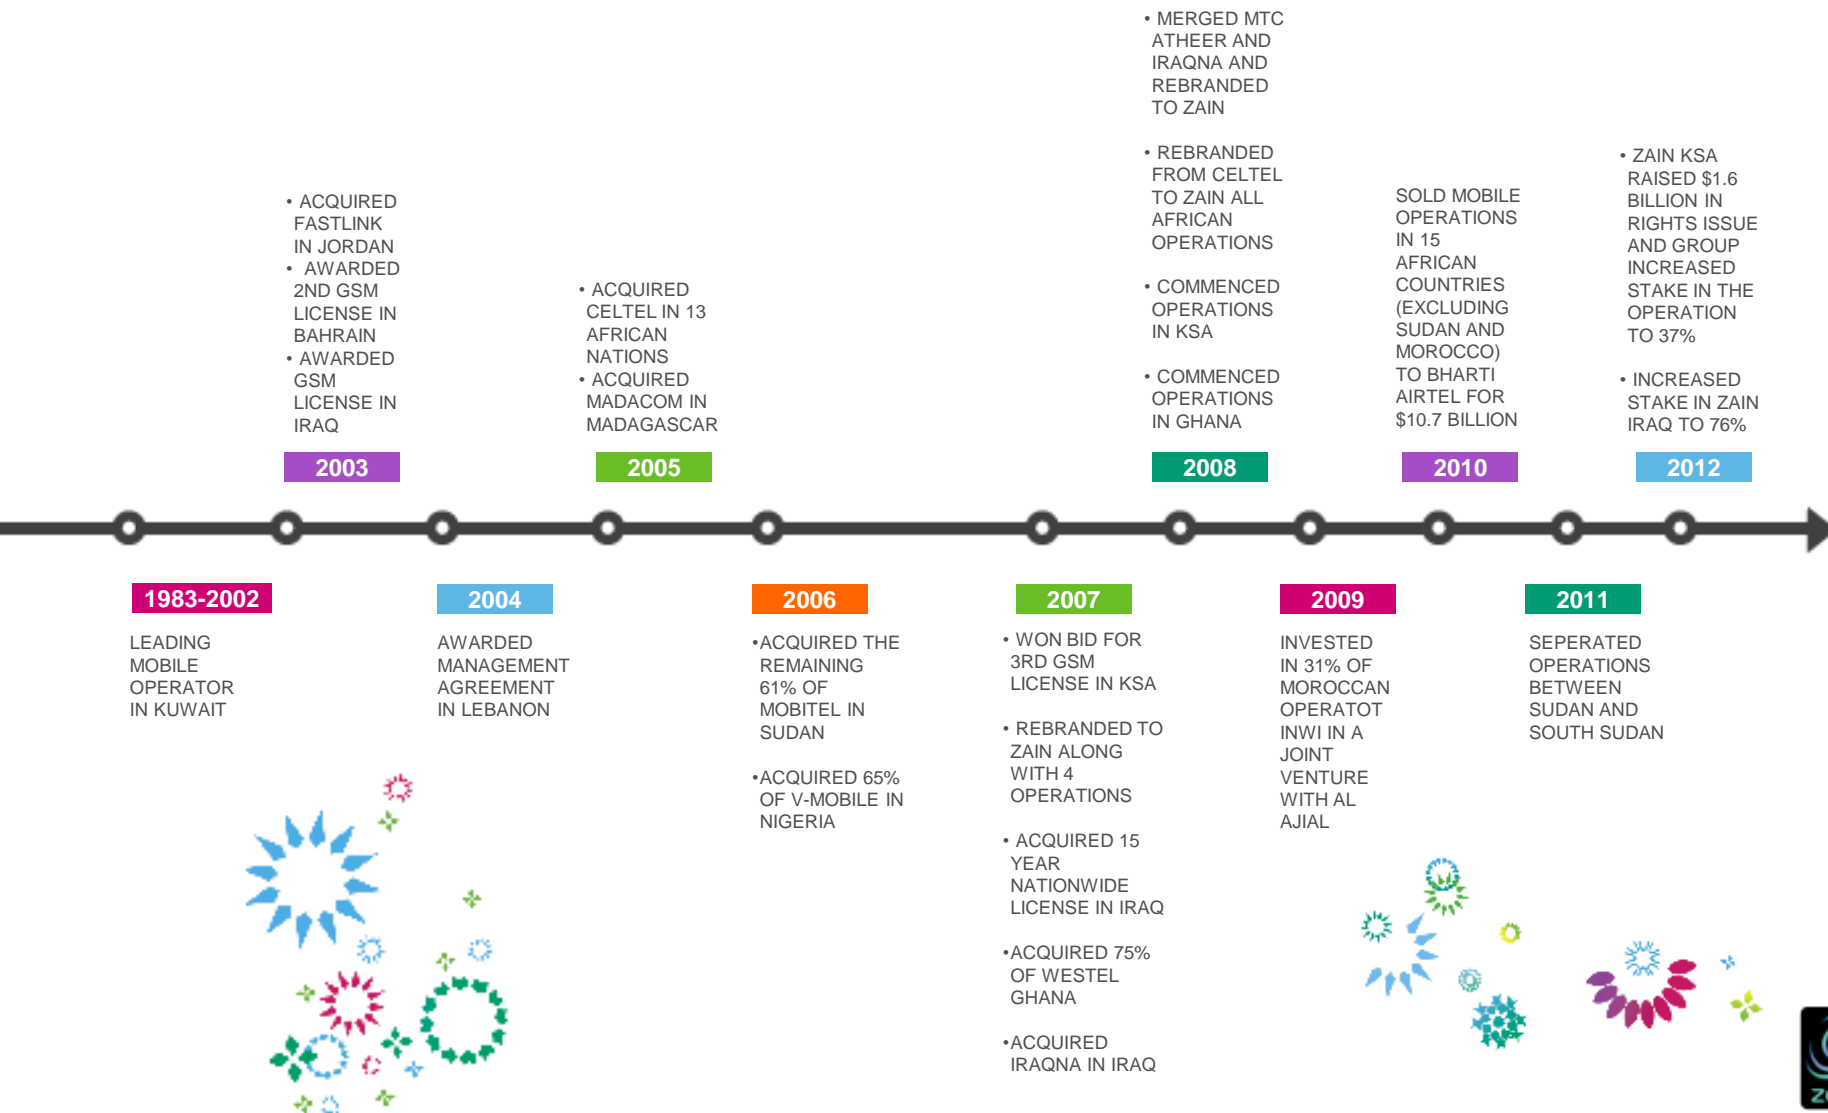 • MERGED MTC
ATHEER AND
IRAQNA AND
REBRANDED
TO ZAIN
• REBRANDED
FROM CELTEL
TO ZAIN ALL
AFRICAN
OPERATIONS
• COMMENCED
OPERATIONS
IN KSA
• COMMENCED
OPERATIONS
IN GHANA
• ACQUIRED
FASTLINK
IN JORDAN
• AWARDED
2ND GSM
LICENSE IN
BAHRAIN
• AWARDED
GSM
LICENSE IN
IRAQ
• ACQUIRED
CELTEL IN 13
AFRICAN
NATIONS
• ACQUIRED
MADACOM IN
MADAGASCAR
SOLD MOBILE
OPERATIONS
IN 15
AFRICAN
COUNTRIES
(EXCLUDING
SUDAN AND
MOROCCO)
TO BHARTI
AIRTEL FOR
$10.7 BILLION
• ZAIN KSA
RAISED $1.6
BILLION IN
RIGHTS ISSUE
AND GROUP
INCREASED
STAKE IN THE
OPERATION
TO 37%
• INCREASED
STAKE IN ZAIN
IRAQ TO 76%
2003
2005
2008
2010
2012
1983-2002
2004
2006
2007
2009
2011
LEADING
MOBILE
OPERATOR
IN KUWAIT
AWARDED
MANAGEMENT
AGREEMENT
IN LEBANON
•ACQUIRED THE
REMAINING
61% OF
MOBITEL IN
SUDAN
•ACQUIRED 65%
OF V-MOBILE IN
NIGERIA
• WON BID FOR
3RD GSM
LICENSE IN KSA
• REBRANDED TO
ZAIN ALONG
WITH 4
OPERATIONS
• ACQUIRED 15
YEAR
NATIONWIDE
LICENSE IN IRAQ
•ACQUIRED 75%
OF WESTEL
GHANA
•ACQUIRED
IRAQNA IN IRAQ
INVESTED
IN 31% OF
MOROCCAN
OPERATOT
INWI IN A
JOINT
VENTURE
WITH AL
AJIAL
SEPERATED
OPERATIONS
BETWEEN
SUDAN AND
SOUTH SUDAN